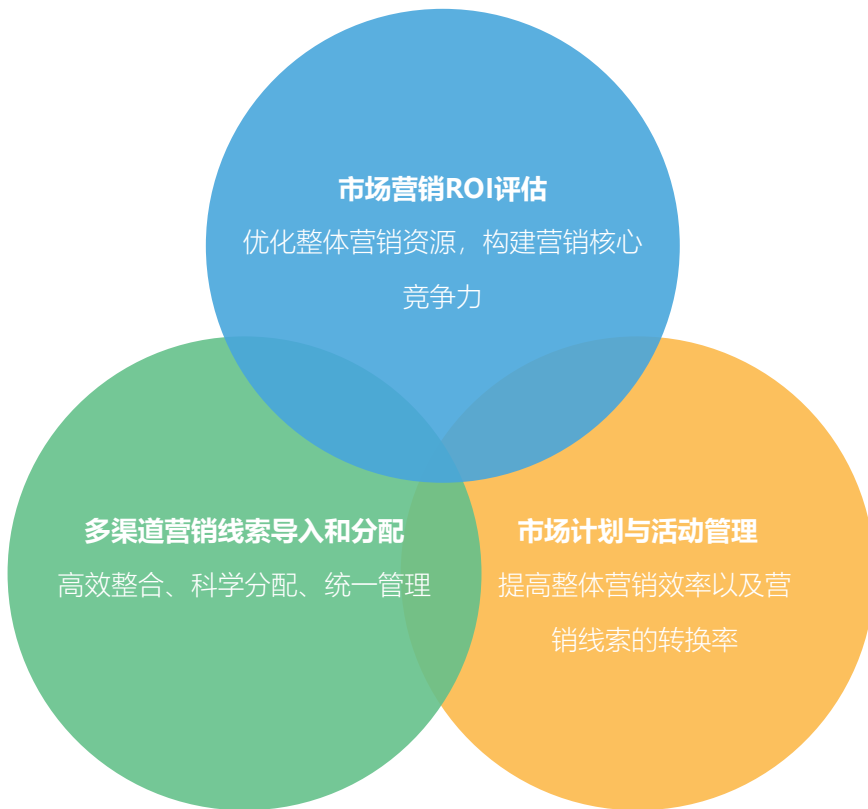 市场营销ROI评估
优化整体营销资源，构建营销核心
竞争力
多渠道营销线索导入和分配
高效整合、科学分配、统一管理
市场计划与活动管理
提高整体营销效率以及营
销线索的转换率